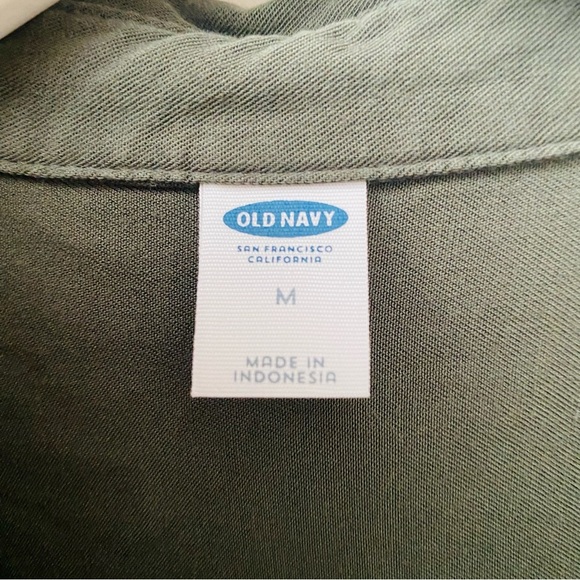 OLD NAVY
SAN FRANCISCO
CALIFORNIA
M
MADE IN
INDONESIA